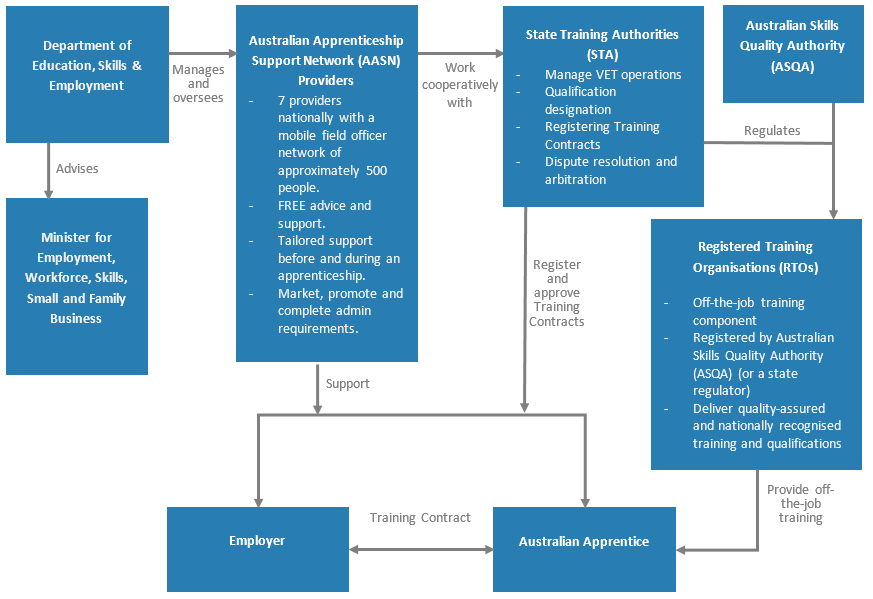 Department of
Education, Skills &
Employment
Manages
and
oversees
Australian Apprenticeship
Support Network (AASN)
Providers
- 7 providers
nationally with a
mobile field officer
network of
approximately 500
people.
- FREE advice and
support.
- Tailored support
before and during an
apprenticeship.
- Market, promote and
complete admin
requirements.
Work
cooperatively
with
State Training Authorities
(STA)
- Manage VET operations
- Qualification
designation
- Registering Training
Contracts
- Dispute resolution and
arbitration
Australian Skills
Quality Authority
(ASQA)
Regulates
Advises
Minister for
Employment,
Workforce, Skills,
Small and Family
Business
Register
and
approve
Training
Contracts
Registered Training
Organisations (RTOs)
- Off-the-job training
component
- Registered by Australian
Skills Quality Authority
(ASQA) (or a state
regulator)
- Deliver quality-assured
and nationally recognised
training and qualifications
Support
Provide off-
the-job
training
Employer
Training Contract
Australian Apprentice